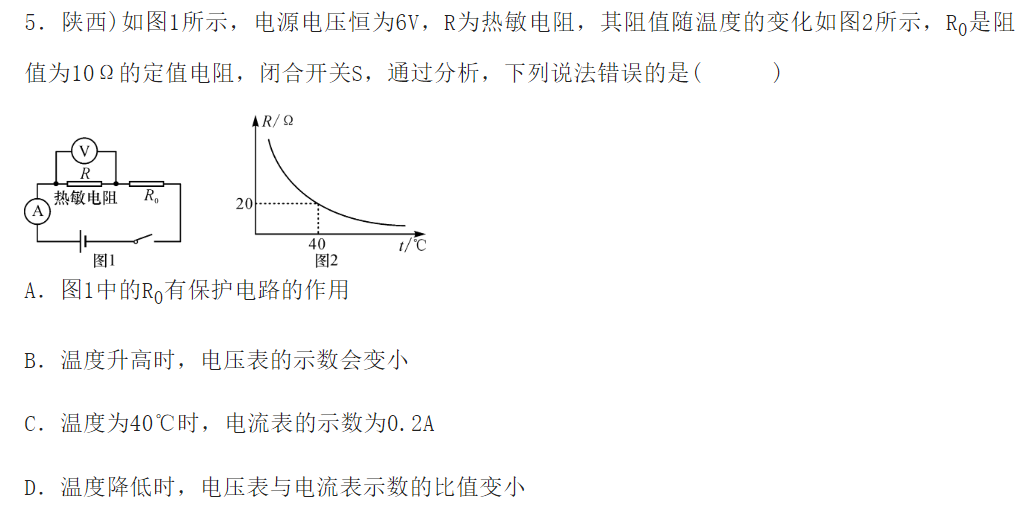 5．陕西)如图1所示，电源电压恒为6V，R为热敏电阻，其阻值随温度的变化如图2所示，R₀是阻
值为10Ω的定值电阻，闭合开关S，通过分析，下列说法错误的是(　　)
V
R
热敏电阻
R₀
A
图1
R/Ω
20
40
t/℃
图2
A．图1中的R₀有保护电路的作用
B．温度升高时，电压表的示数会变小
C．温度为40℃时，电流表的示数为0.2A
D．温度降低时，电压表与电流表示数的比值变小